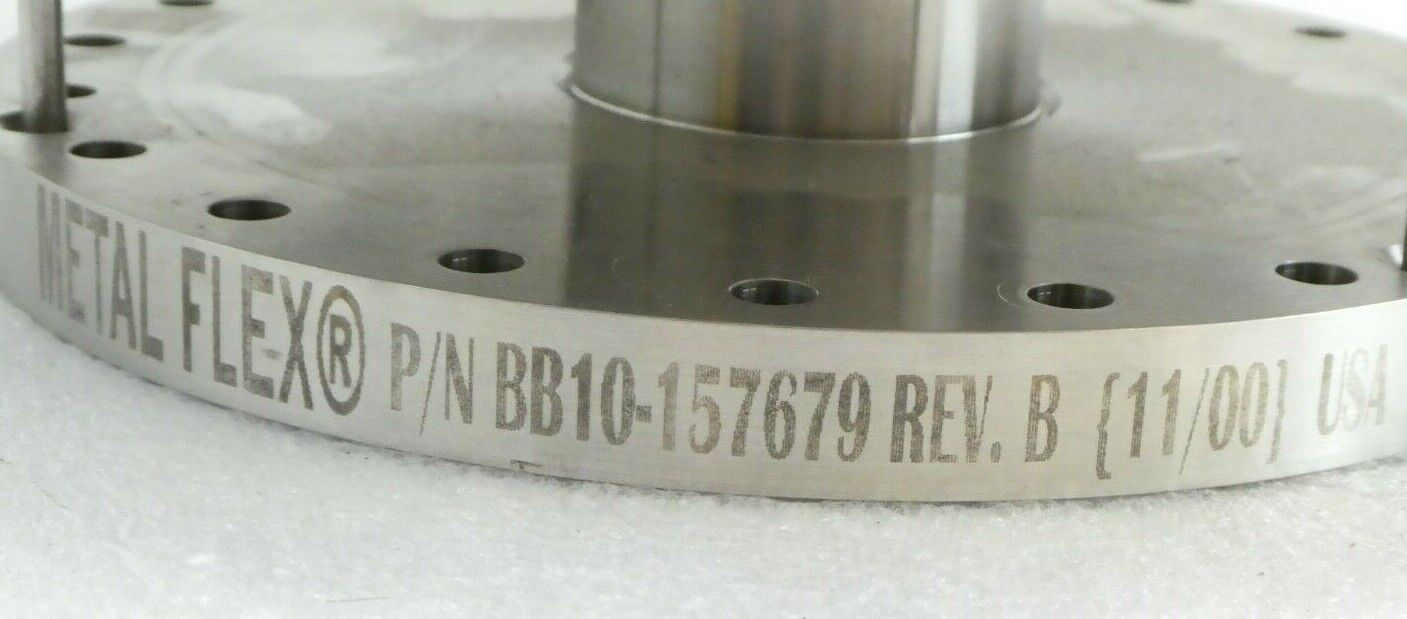 METAL FLEX® P/N BB10-157679 REV. B {11/00} USA